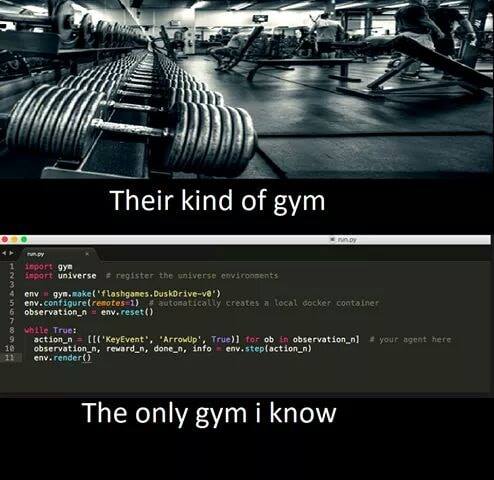 Their kind of gym
run.py
run.py
1 import gym
2 import universe # register the universe environments
3
4 env = gym.make('flashgames.DuskDrive-v0')
5 env.configure(remotes=1) # automatically creates a local docker container
6 observation_n = env.reset()
7
8 while True:
9 action_n = [[('KeyEvent', 'ArrowUp', True)] for ob in observation_n] # your agent here
10 observation_n, reward_n, done_n, info = env.step(action_n)
11 env.render()
The only gym i know